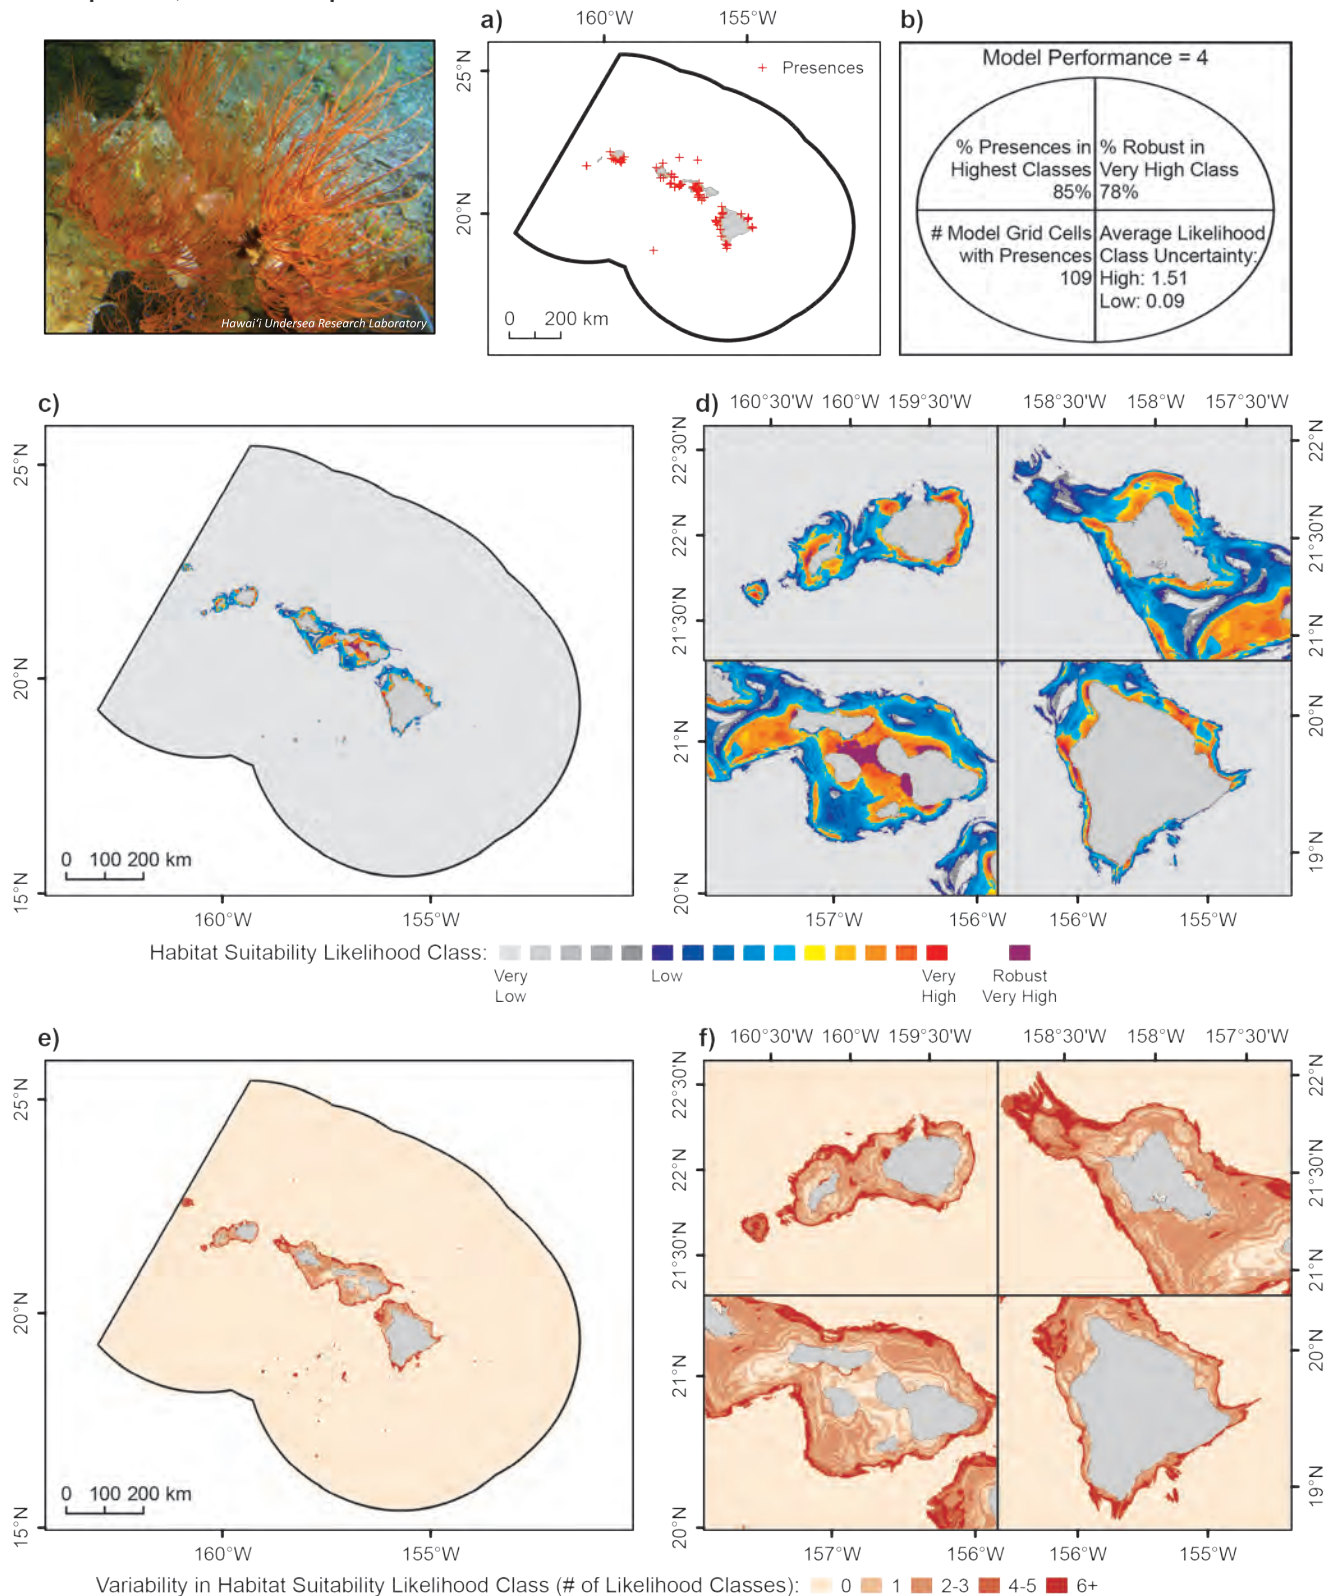 a)
160°W 155°W
25°N
20°N
+ Presences
0 200 km
Hawai‘i Undersea Research Laboratory
b)
Model Performance = 4
% Presences in
Highest Classes
85%
% Robust in
Very High Class
78%
# Model Grid Cells
with Presences
109
Average Likelihood
Class Uncertainty:
High: 1.51
Low: 0.09
c)
25°N
20°N
15°N
0 100 200 km
160°W 155°W
d)
160°30'W 160°W 159°30'W 158°30'W 158°W 157°30'W
22°30'N
22°N
21°30'N
22°N
21°30'N
21°N
21°N
20°N
20°N
19°N
157°W 156°W 156°W 155°W
Habitat Suitability Likelihood Class:
Very
Low
Low
Very
High
Robust
Very High
e)
25°N
20°N
15°N
0 100 200 km
160°W 155°W
f)
160°30'W 160°W 159°30'W 158°30'W 158°W 157°30'W
22°30'N
22°N
21°30'N
22°N
21°30'N
21°N
21°N
20°N
20°N
19°N
157°W 156°W 156°W 155°W
Variability in Habitat Suitability Likelihood Class (# of Likelihood Classes): 0 1 2-3 4-5 6+